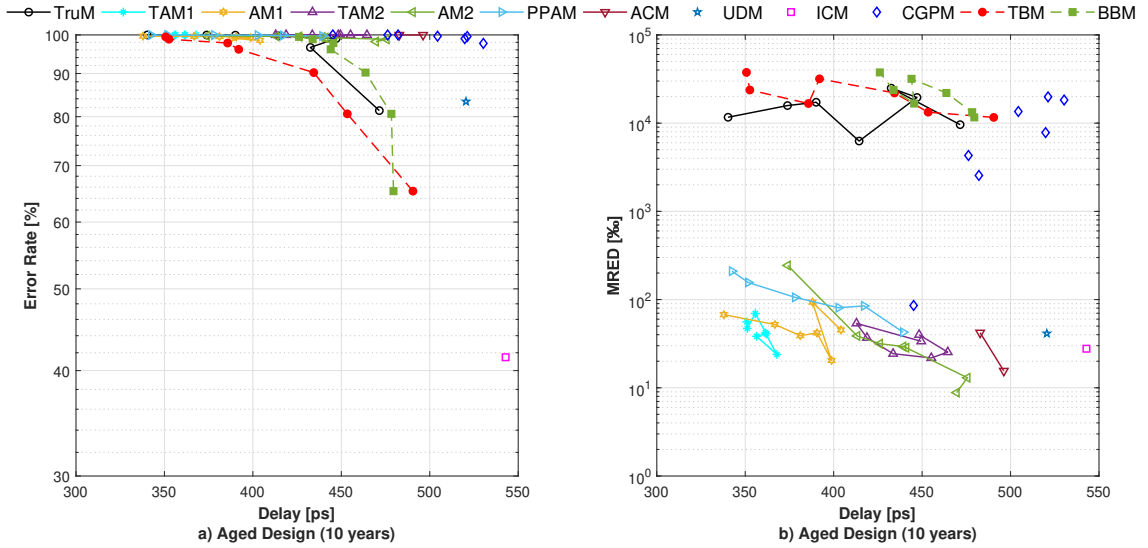 TruM TAM1 AM1 TAM2 AM2 PPAM ACM UDM ICM CGPM TBM BBM
100
90
80
70
60
50
40
30
Error Rate [%]
300 350 400 450 500 550
Delay [ps]
a) Aged Design (10 years)
10^5
10^4
10^3
10^2
10^1
10^0
MRED [‰]
300 350 400 450 500 550
Delay [ps]
b) Aged Design (10 years)